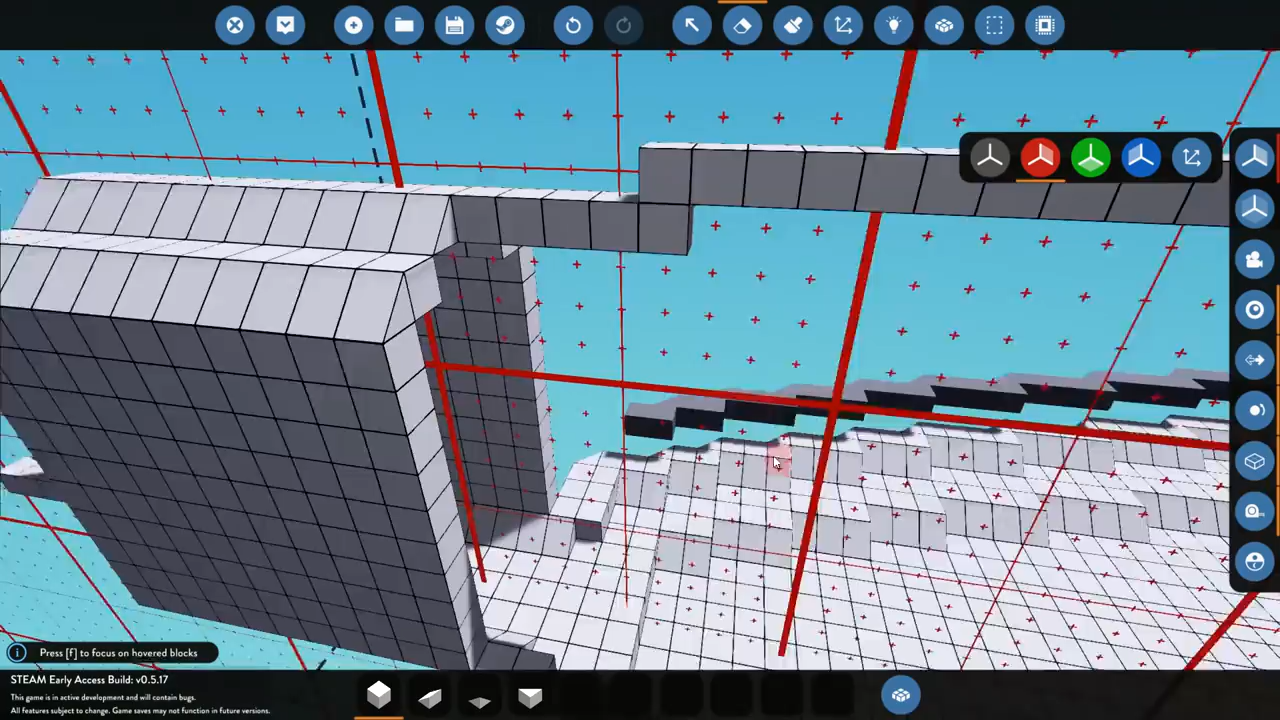 Press [f] to focus on hovered blocks
STEAM Early Access Build: v0.5.17
This game is in active development and will contain bugs.
All features subject to change. Game saves may not function in future versions.